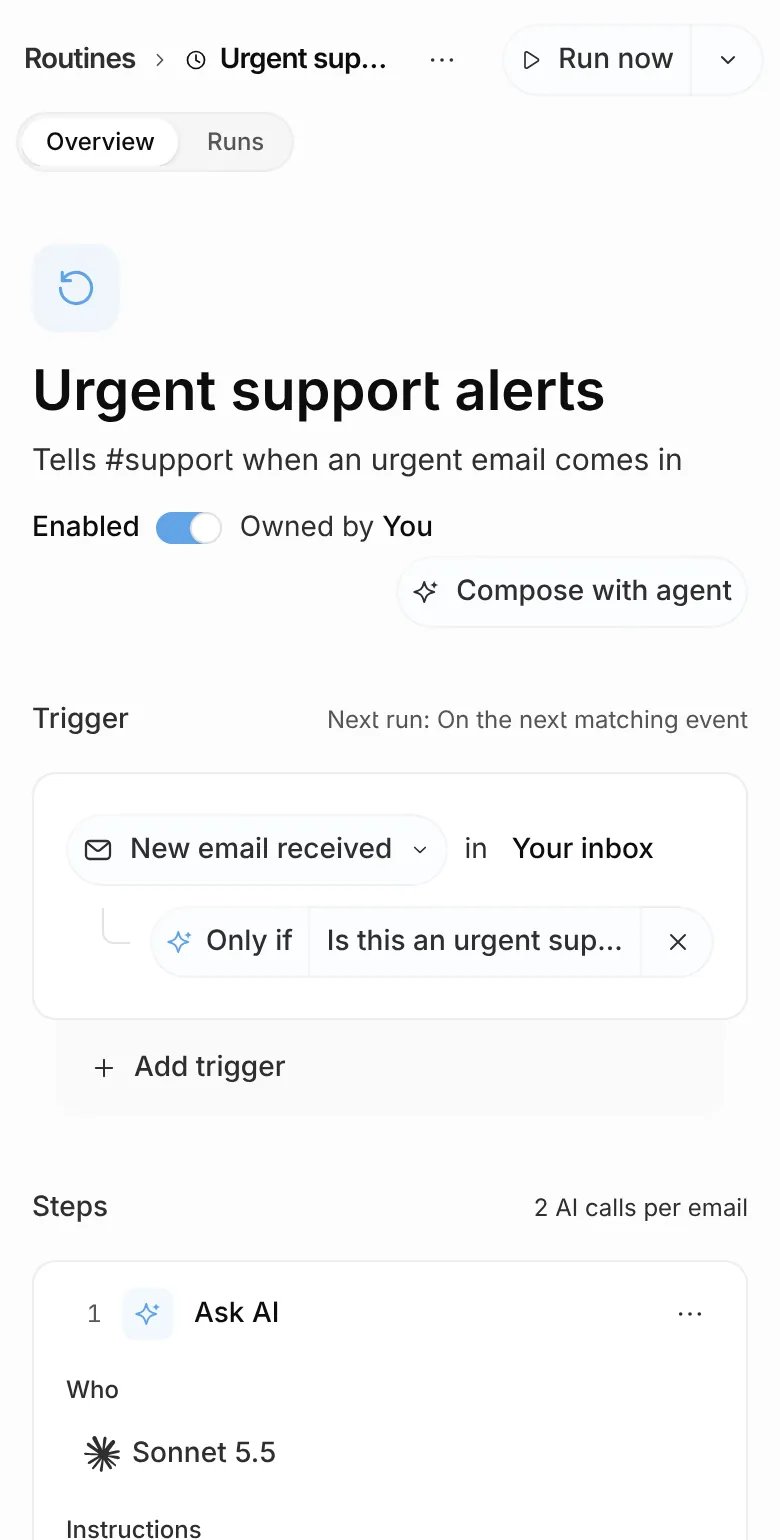 Routines › Urgent sup... ··· Run now
Overview Runs
Urgent support alerts
Tells #support when an urgent email comes in
Enabled Owned by You
Compose with agent
Trigger Next run: On the next matching event
New email received in Your inbox
Only if Is this an urgent sup...
+ Add trigger
Steps 2 AI calls per email
1 Ask AI ···
Who
Sonnet 5.5
Instructions